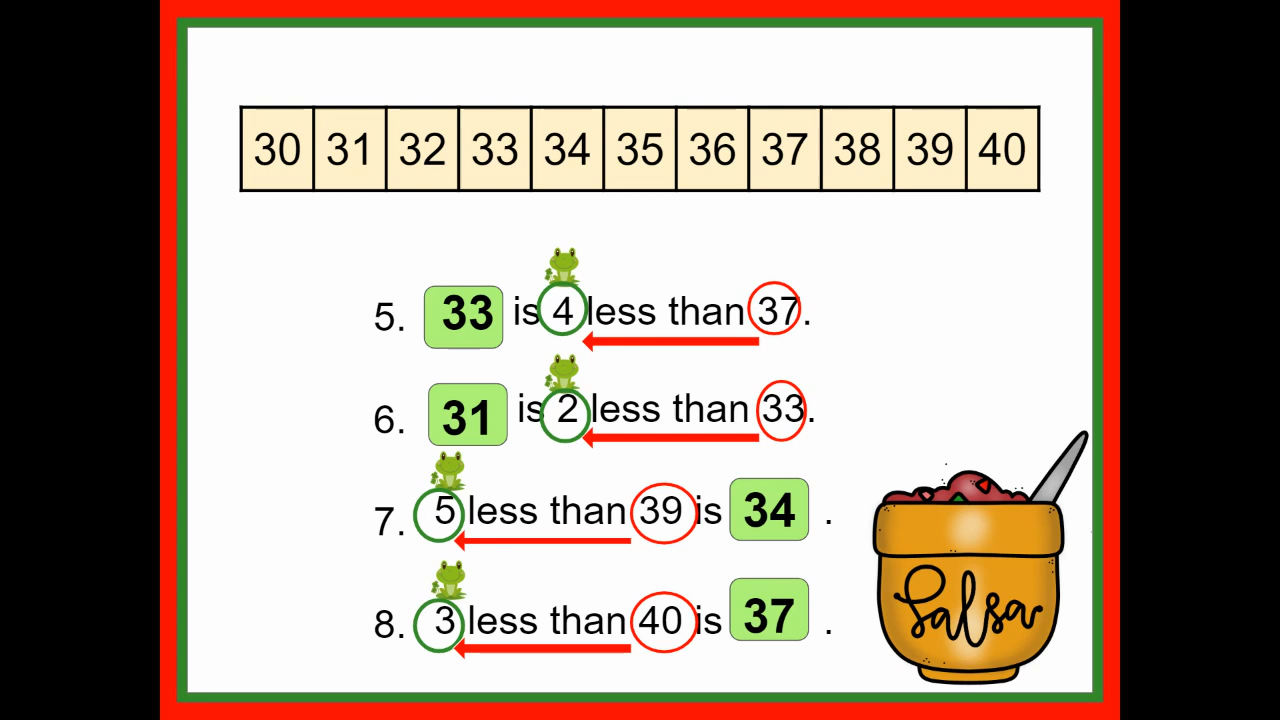 30 31 32 33 34 35 36 37 38 39 40
5. 33 is 4 less than 37.
6. 31 is 2 less than 33.
7. 5 less than 39 is 34 .
8. 3 less than 40 is 37 .
Salsa